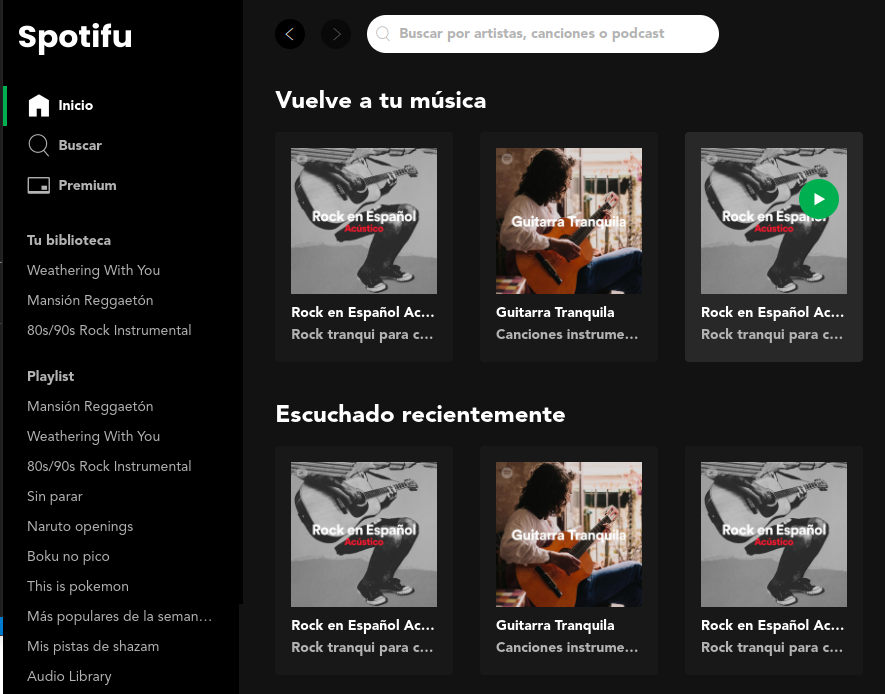 Spotifu
Buscar por artistas, canciones o podcast
Inicio
Buscar
Premium
Tu biblioteca
Weathering With You
Mansión Reggaetón
80s/90s Rock Instrumental
Playlist
Mansión Reggaetón
Weathering With You
80s/90s Rock Instrumental
Sin parar
Naruto openings
Boku no pico
This is pokemon
Más populares de la seman…
Mis pistas de shazam
Audio Library
Vuelve a tu música
Rock en Español
Acústico
Rock en Español Ac…
Rock tranqui para c…
Guitarra Tranquila
Guitarra Tranquila
Canciones instrume…
Rock en Español
Acústico
Rock en Español Ac…
Rock tranqui para c…
Escuchado recientemente
Rock en Español
Acústico
Rock en Español Ac…
Rock tranqui para c…
Guitarra Tranquila
Guitarra Tranquila
Canciones instrume…
Rock en Español
Acústico
Rock en Español Ac…
Rock tranqui para c…